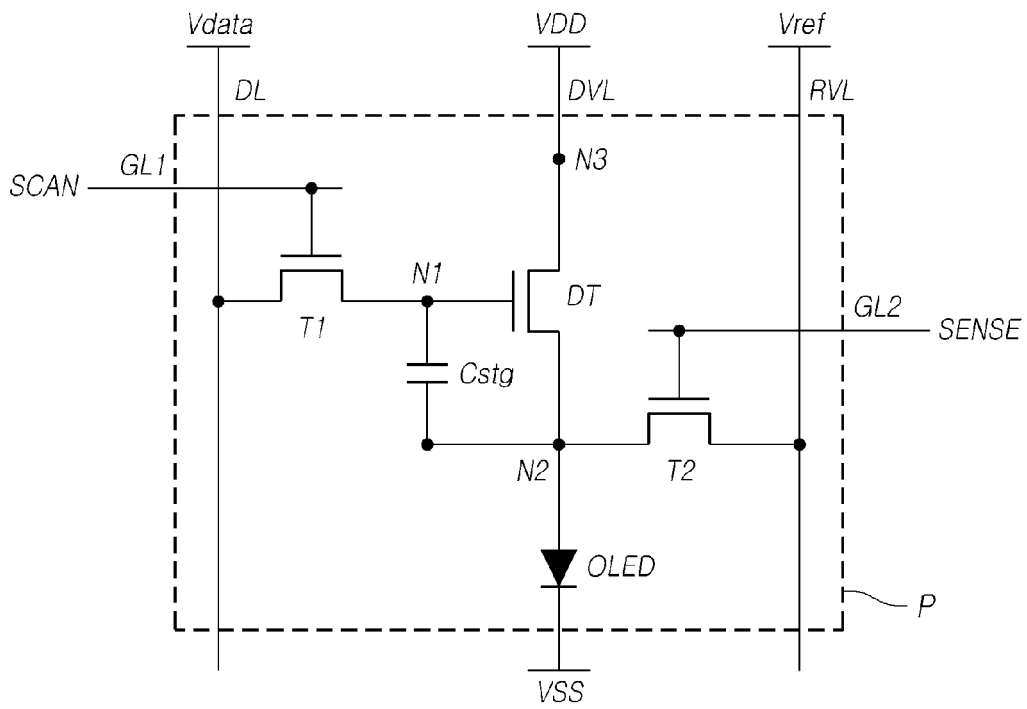 Vdata
VDD
Vref
DL
DVL
RVL
GL1
N3
SCAN
N1
DT
GL2
T1
SENSE
Cstg
N2
T2
OLED
P
VSS